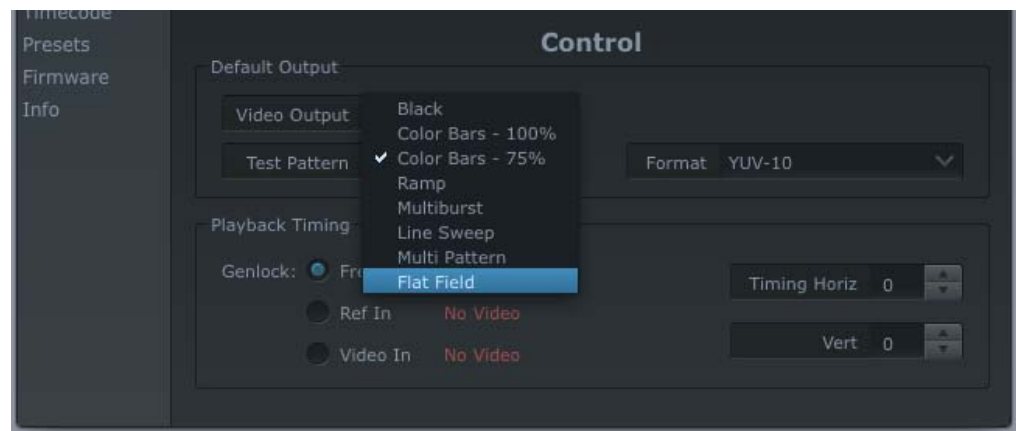 Timecode
Presets
Firmware
Info
Control
Default Output
Video Output
Test Pattern
Black
Color Bars - 100%
Color Bars - 75%
Ramp
Multiburst
Line Sweep
Multi Pattern
Flat Field
Format YUV-10
Playback Timing
Genlock:
Ref In No Video
Video In No Video
Timing Horiz 0
Vert 0